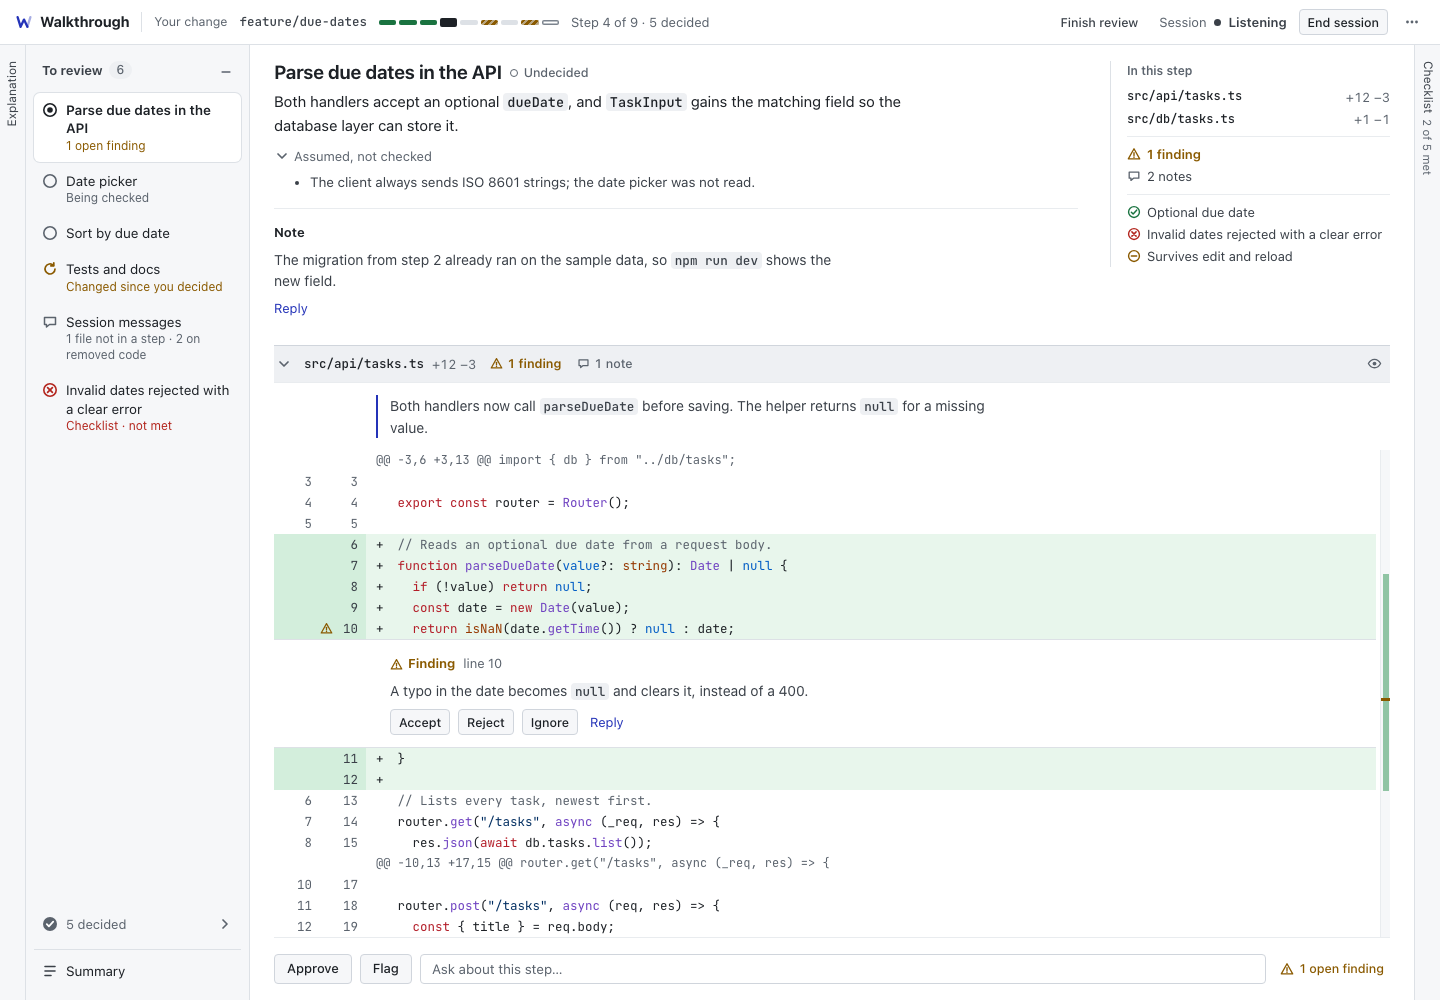 Walkthrough
Your change feature/due-dates
Step 4 of 9 · 5 decided
Finish review
Session ● Listening
End session
Explanation
To review 6
Parse due dates in the
API
1 open finding
Date picker
Being checked
Sort by due date
Tests and docs
Changed since you decided
Session messages
1 file not in a step · 2 on
removed code
Invalid dates rejected with
a clear error
Checklist · not met
5 decided
Summary
Parse due dates in the API Undecided
Both handlers accept an optional dueDate, and TaskInput gains the matching field so the
database layer can store it.
Assumed, not checked
• The client always sends ISO 8601 strings; the date picker was not read.
Note
The migration from step 2 already ran on the sample data, so npm run dev shows the
new field.
Reply
In this step
src/api/tasks.ts +12 −3
src/db/tasks.ts +1 −1
1 finding
2 notes
Optional due date
Invalid dates rejected with a clear error
Survives edit and reload
Checklist 2 of 5 met
src/api/tasks.ts +12 −3 1 finding 1 note
Both handlers now call parseDueDate before saving. The helper returns null for a missing
value.
@@ -3,6 +3,13 @@ import { db } from "../db/tasks";
3 3
4 4 export const router = Router();
5 5
6 + // Reads an optional due date from a request body.
7 + function parseDueDate(value?: string): Date | null {
8 + if (!value) return null;
9 + const date = new Date(value);
10 + return isNaN(date.getTime()) ? null : date;
Finding line 10
A typo in the date becomes null and clears it, instead of a 400.
Accept Reject Ignore Reply
11 + }
12 +
6 13 // Lists every task, newest first.
7 14 router.get("/tasks", async (_req, res) => {
8 15 res.json(await db.tasks.list());
@@ -10,13 +17,15 @@ router.get("/tasks", async (_req, res) => {
10 17
11 18 router.post("/tasks", async (req, res) => {
12 19 const { title } = req.body;
Approve Flag Ask about this step… 1 open finding